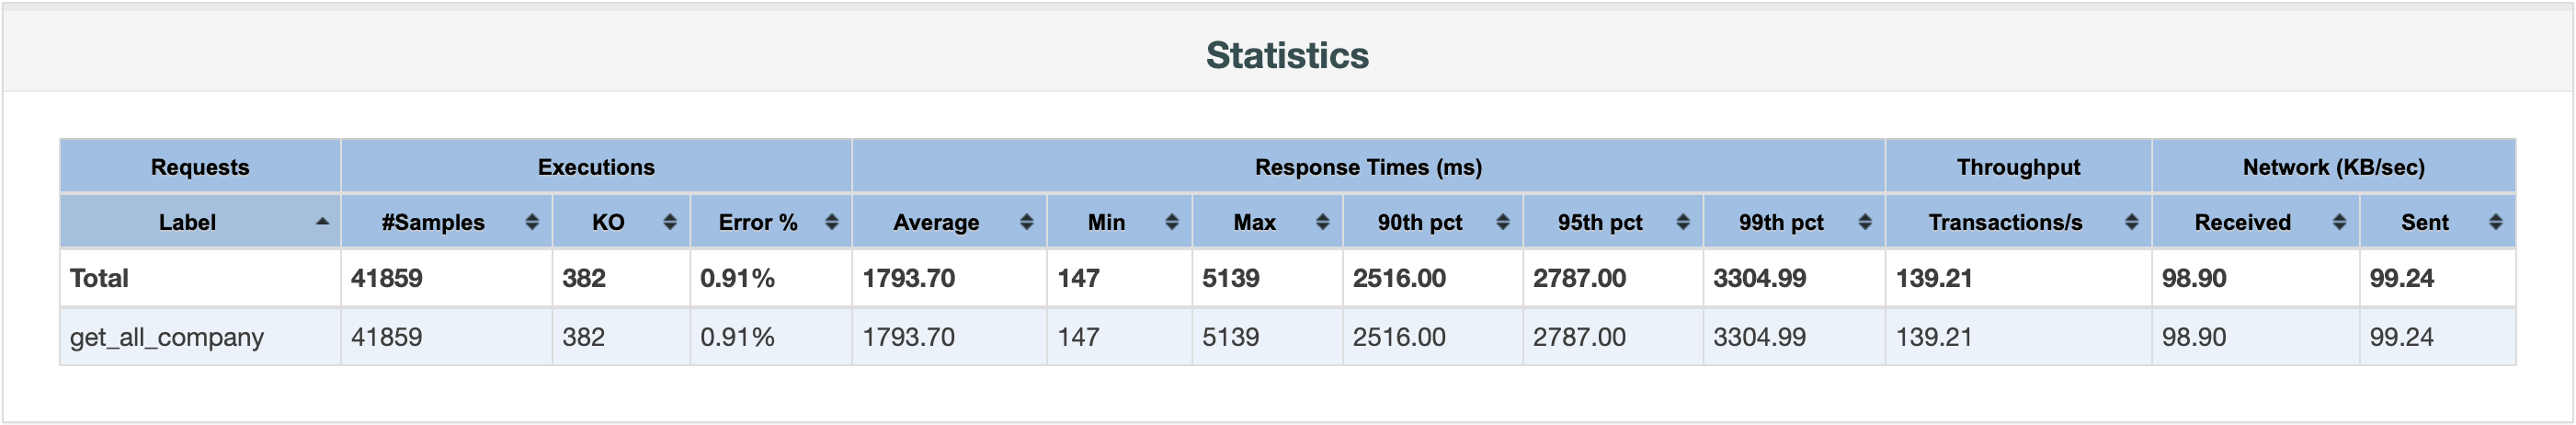 Statistics
Requests Executions Response Times (ms) Throughput Network (KB/sec)
Label #Samples KO Error % Average Min Max 90th pct 95th pct 99th pct Transactions/s Received Sent
Total 41859 382 0.91% 1793.70 147 5139 2516.00 2787.00 3304.99 139.21 98.90 99.24
get_all_company 41859 382 0.91% 1793.70 147 5139 2516.00 2787.00 3304.99 139.21 98.90 99.24